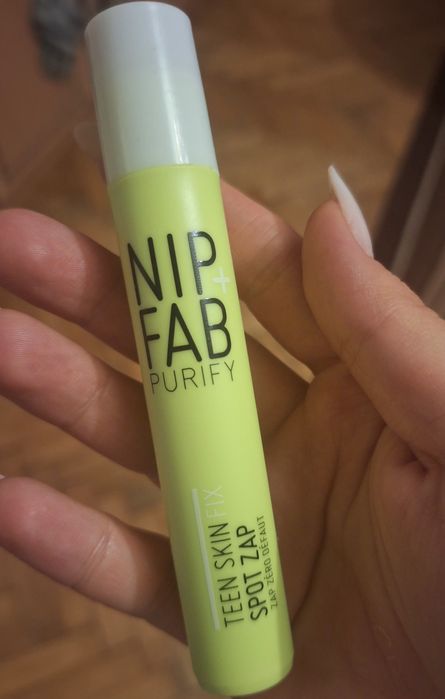 NIP+
FAB
PURIFY
TEEN SKIN FIX
SPOT ZAP
ZAP ZÉRO DÉFAUT